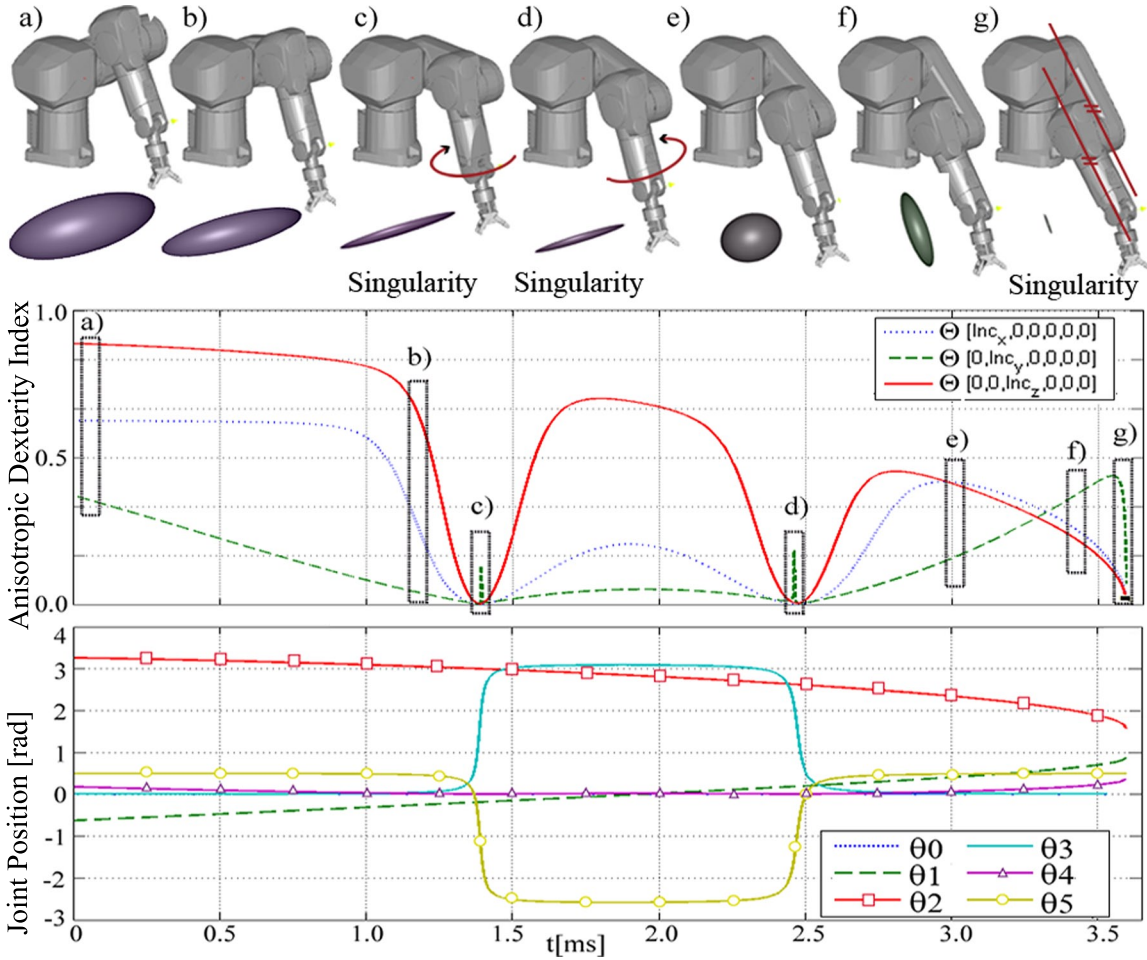 a) b) c) d) e) f) g)
Singularity Singularity Singularity
Anisotropic Dexterity Index
1.0
0.5
0.0
a)
b)
c)
d)
e)
f)
g)
Θ [Inc_x,0,0,0,0,0]
Θ [0,Inc_y,0,0,0,0]
Θ [0,0,Inc_z,0,0,0]
Joint Position [rad]
4
3
2
1
0
-1
-2
-3
θ0 θ3
θ1 θ4
θ2 θ5
0 0.5 1.0 1.5 2.0 2.5 3.0 3.5
t[ms]